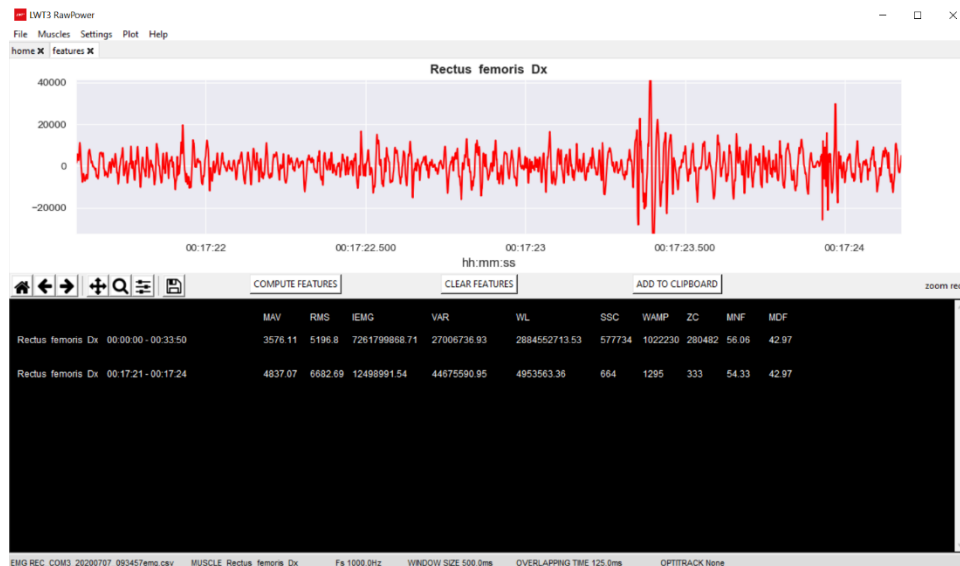 LWT3 RawPower
File Muscles Settings Plot Help
home features
Rectus femoris Dx
40000
20000
0
−20000
00:17:22 00:17:22.500 00:17:23 00:17:23.500 00:17:24
hh:mm:ss
COMPUTE FEATURES CLEAR FEATURES ADD TO CLIPBOARD zoom rec
MAV RMS IEMG VAR WL SSC WAMP ZC MNF MDF
Rectus femoris Dx 00:00:00 - 00:33:50 3576.11 5196.8 7261799868.71 27006736.93 2884552713.53 577734 1022230 280482 56.06 42.97
Rectus femoris Dx 00:17:21 - 00:17:24 4837.07 6682.69 12498991.54 44675590.95 4953563.36 664 1295 333 54.33 42.97
EMG REC COM3_20200707_093457emg.csv MUSCLE Rectus femoris Dx Fs 1000.0Hz WINDOW SIZE 500.0ms OVERLAPPING TIME 125.0ms OPTITRACK None